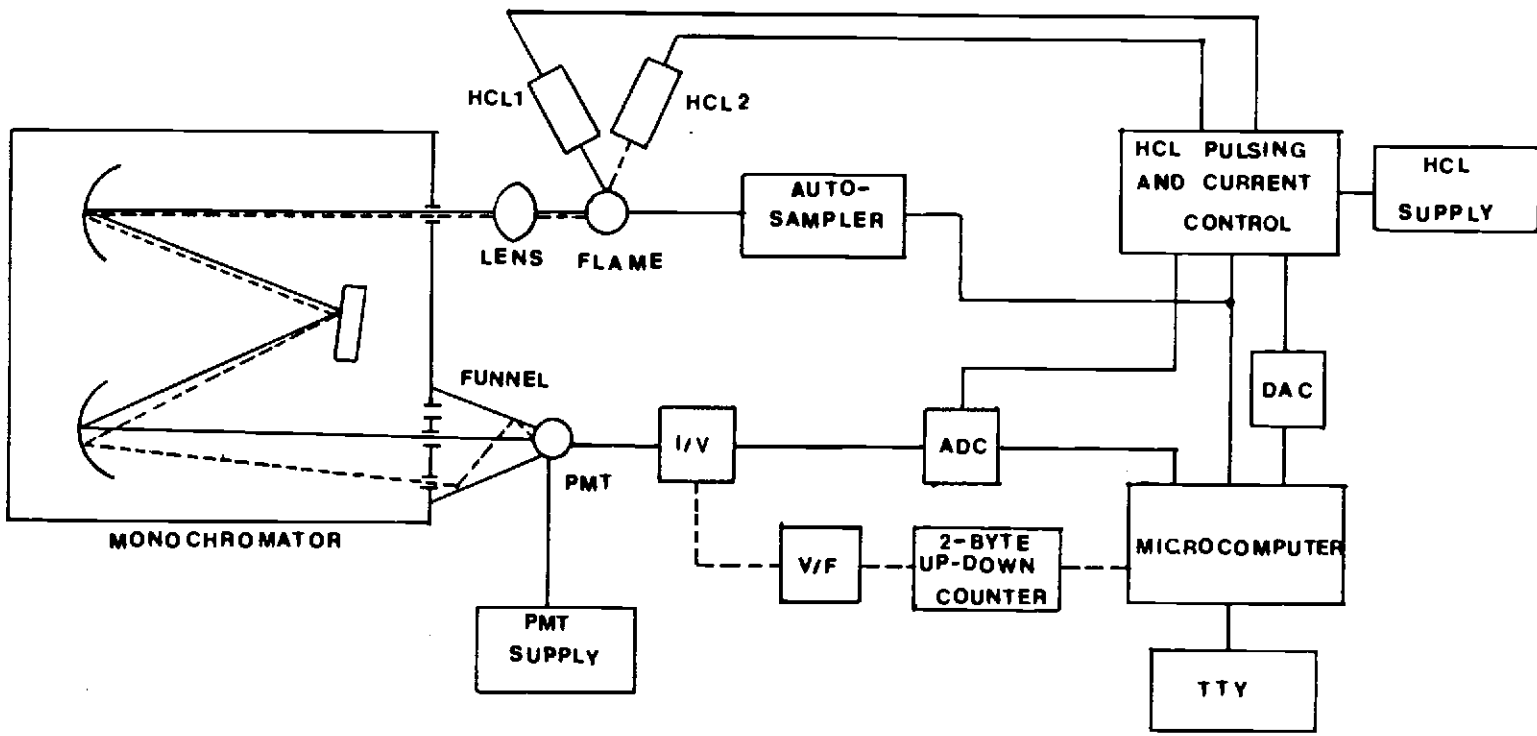 HCL1
HCL2
HCL PULSING
AND CURRENT
CONTROL
HCL
SUPPLY
AUTO-
SAMPLER
LENS
FLAME
FUNNEL
DAC
I/V
ADC
PMT
MONOCHROMATOR
V/F
2-BYTE
UP-DOWN
COUNTER
MICROCOMPUTER
PMT
SUPPLY
TTY